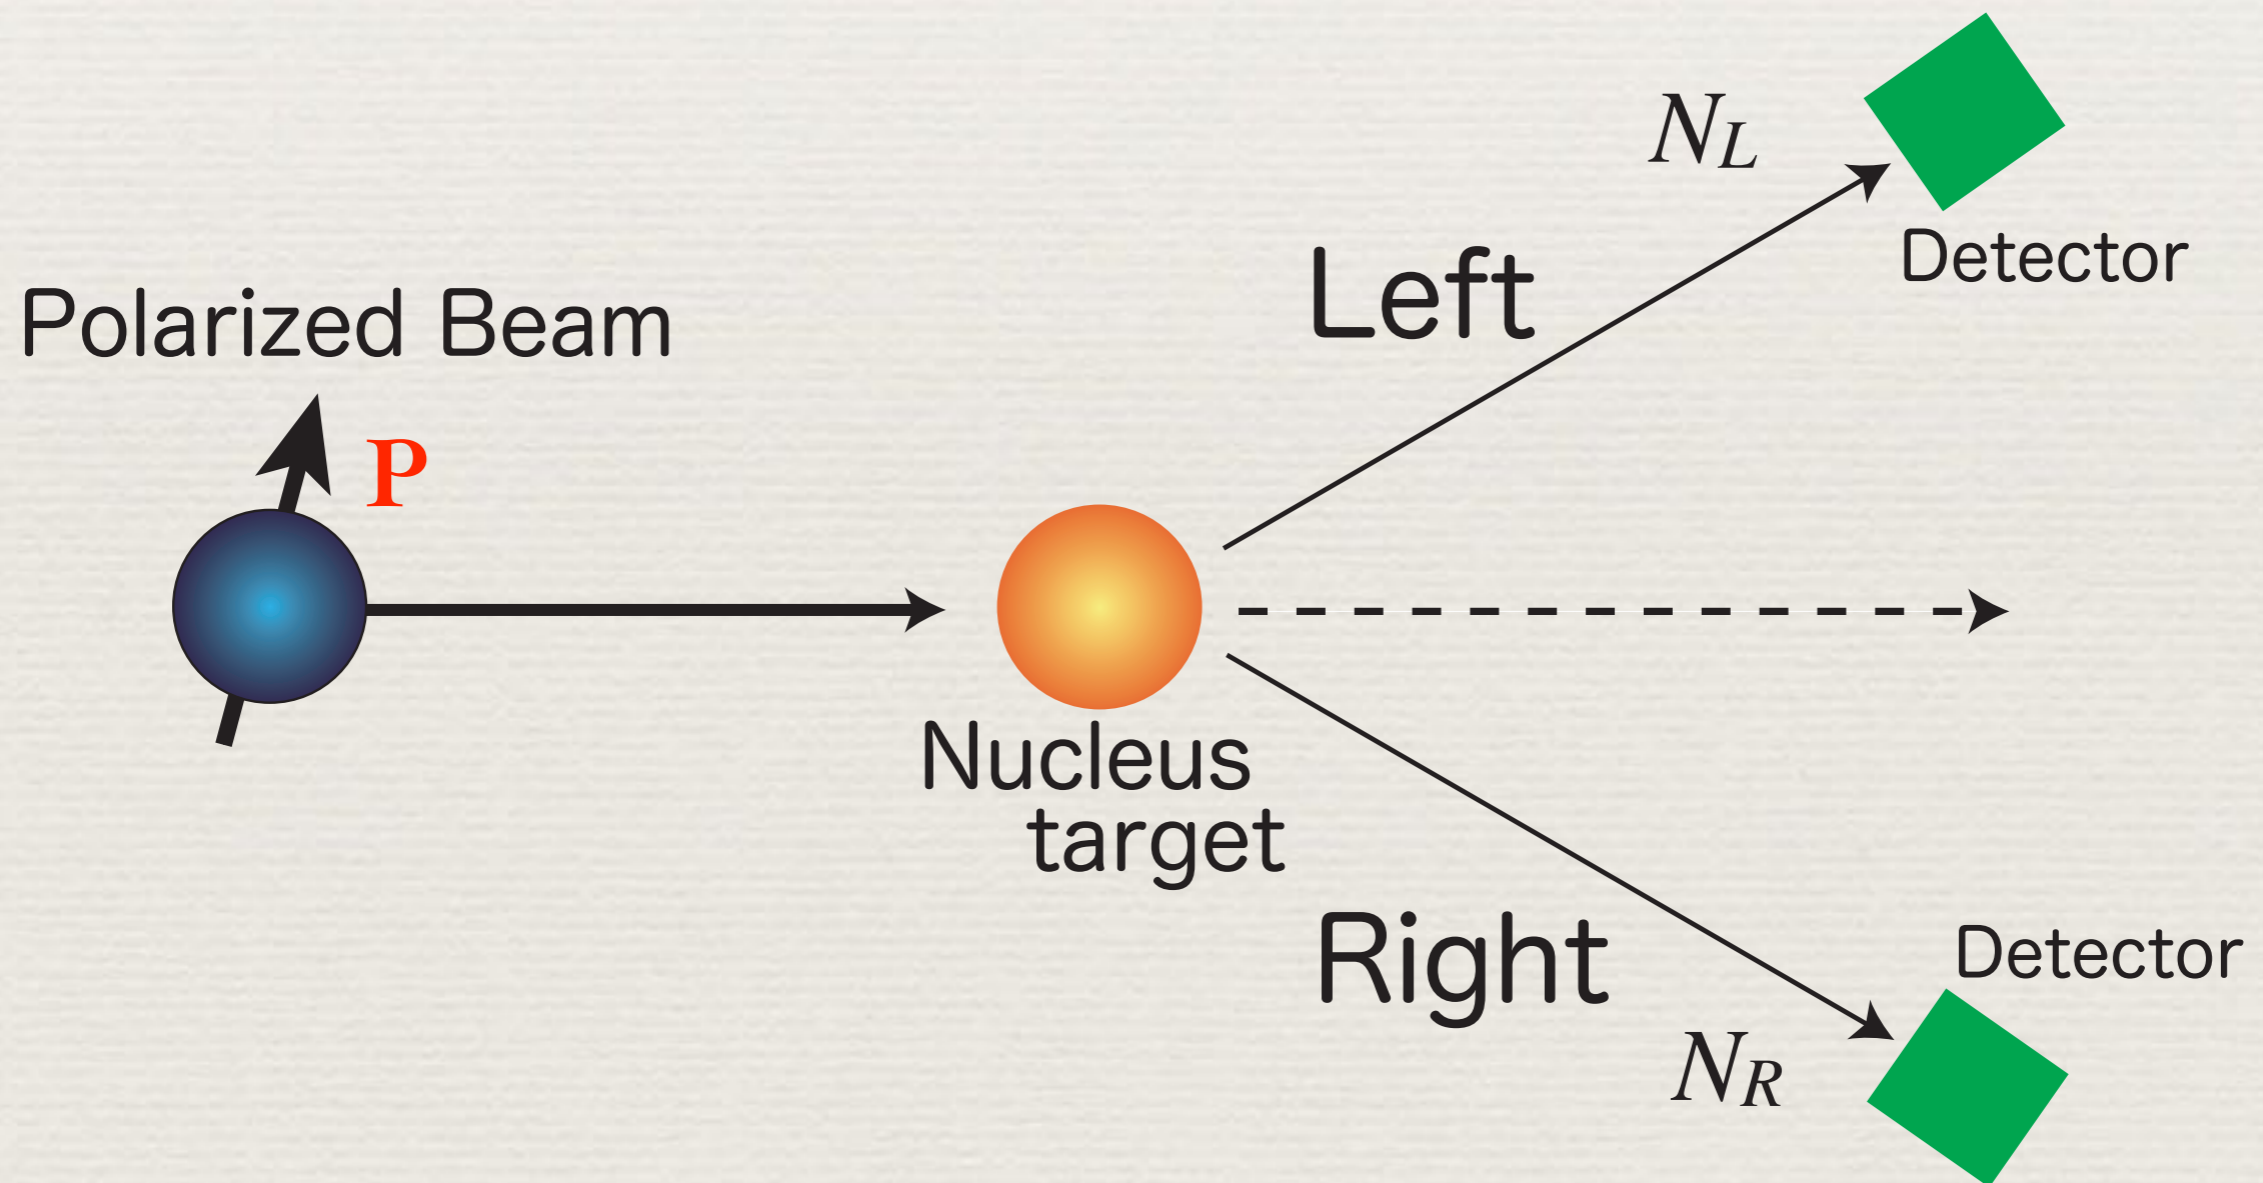 Polarized Beam
P
N_L
Left
Detector
Nucleus
target
Right
Detector
N_R